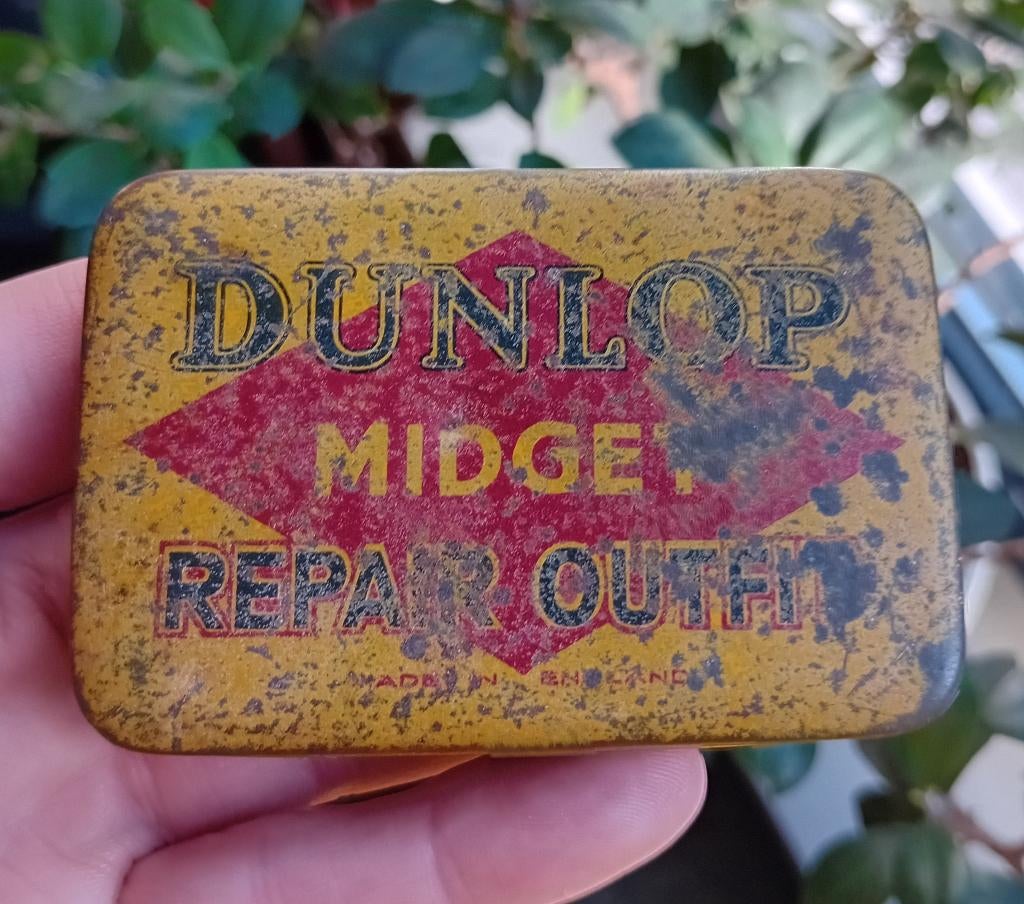 DUNLOP
MIDGET
REPAIR OUTFIT
MADE IN ENGLAND